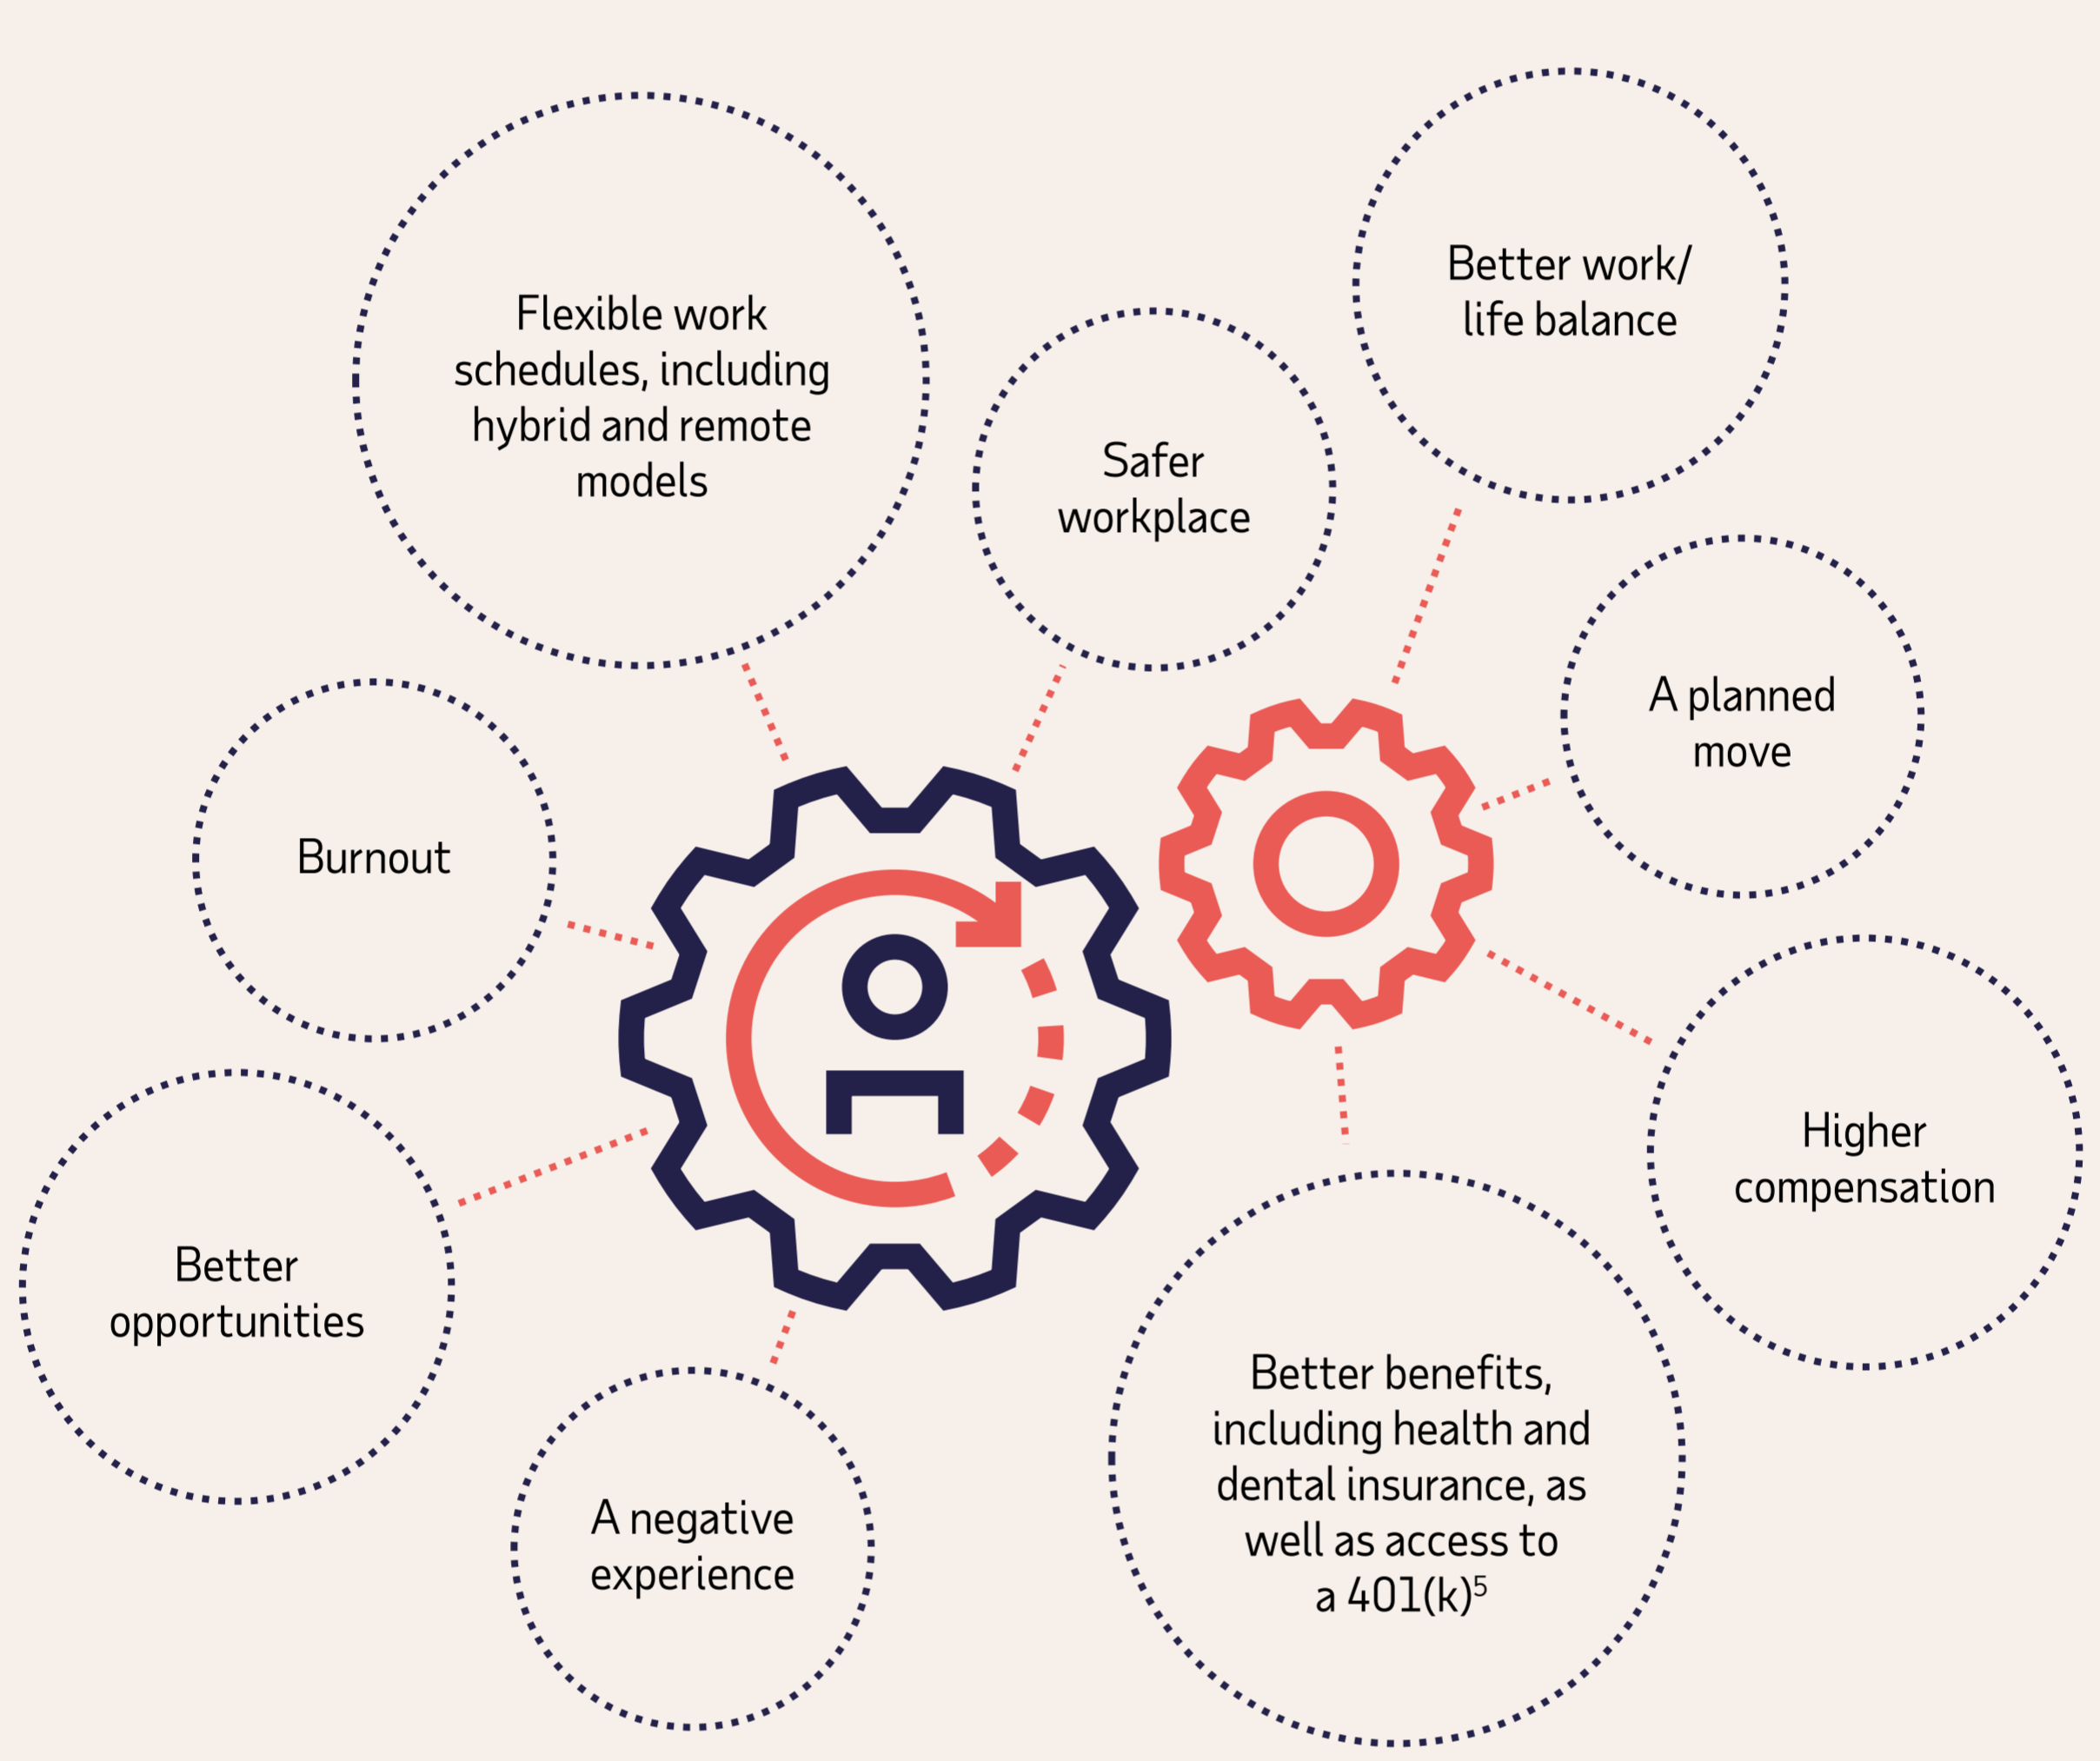 Flexible work
schedules, including
hybrid and remote
models
Safer
workplace
Better work/
life balance
A planned
move
Burnout
Higher
compensation
Better
opportunities
A negative
experience
Better benefits,
including health and
dental insurance, as
well as access to
a 401(k)⁵